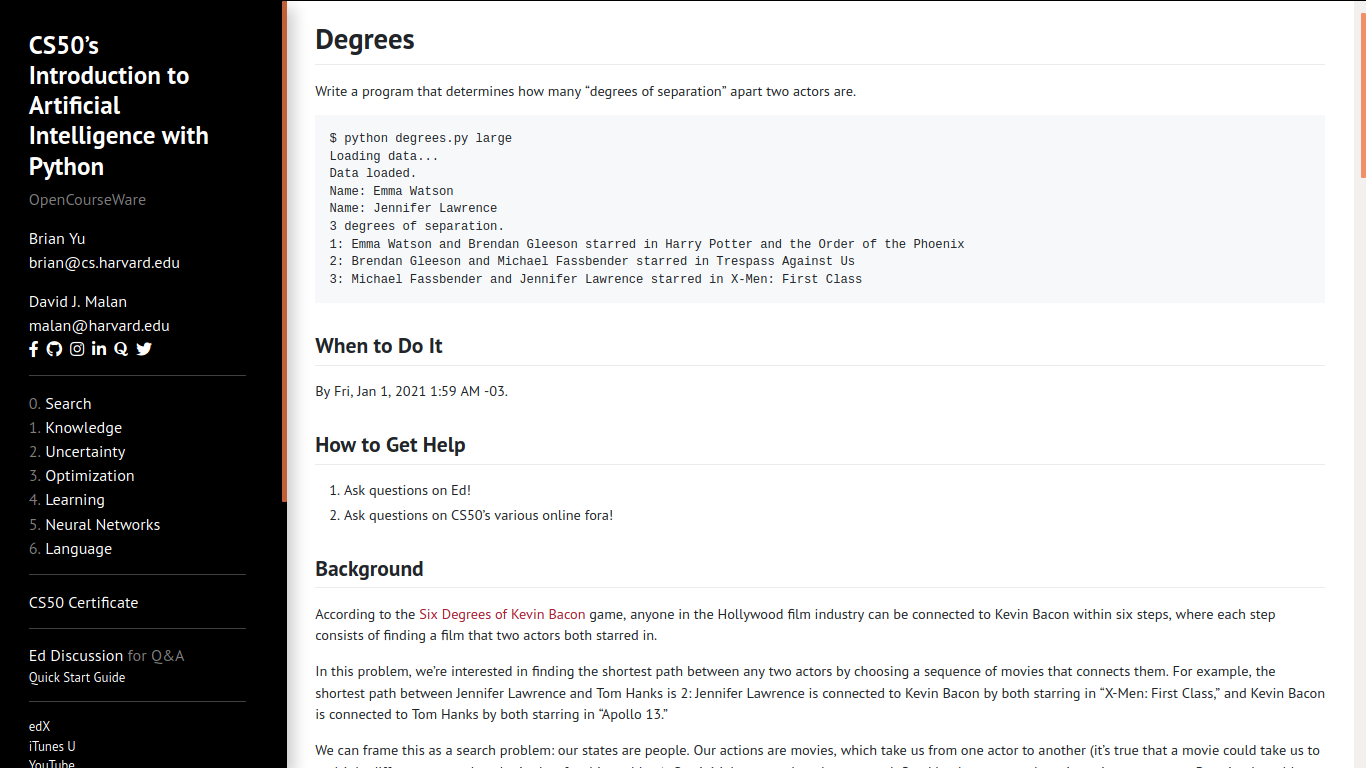 CS50’s
Introduction to
Artificial
Intelligence with
Python
OpenCourseWare
Brian Yu
brian@cs.harvard.edu
David J. Malan
malan@harvard.edu
0. Search
1. Knowledge
2. Uncertainty
3. Optimization
4. Learning
5. Neural Networks
6. Language
CS50 Certificate
Ed Discussion for Q&A
Quick Start Guide
edX
iTunes U
YouTube
Degrees
Write a program that determines how many “degrees of separation” apart two actors are.
$ python degrees.py large
Loading data...
Data loaded.
Name: Emma Watson
Name: Jennifer Lawrence
3 degrees of separation.
1: Emma Watson and Brendan Gleeson starred in Harry Potter and the Order of the Phoenix
2: Brendan Gleeson and Michael Fassbender starred in Trespass Against Us
3: Michael Fassbender and Jennifer Lawrence starred in X-Men: First Class
When to Do It
By Fri, Jan 1, 2021 1:59 AM -03.
How to Get Help
1. Ask questions on Ed!
2. Ask questions on CS50’s various online fora!
Background
According to the Six Degrees of Kevin Bacon game, anyone in the Hollywood film industry can be connected to Kevin Bacon within six steps, where each step
consists of finding a film that two actors both starred in.
In this problem, we’re interested in finding the shortest path between any two actors by choosing a sequence of movies that connects them. For example, the
shortest path between Jennifer Lawrence and Tom Hanks is 2: Jennifer Lawrence is connected to Kevin Bacon by both starring in “X-Men: First Class,” and Kevin Bacon
is connected to Tom Hanks by both starring in “Apollo 13.”
We can frame this as a search problem: our states are people. Our actions are movies, which take us from one actor to another (it’s true that a movie could take us to